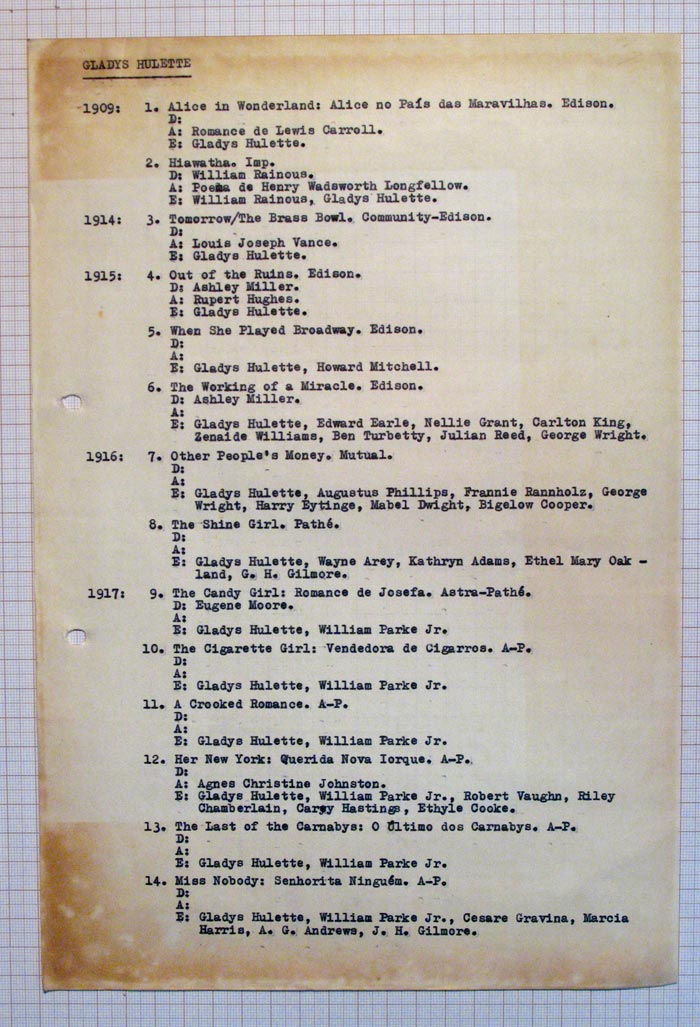 GLADYS HULETTE
1909: 1. Alice in Wonderland: Alice no País das Maravilhas. Edison.
D:
A: Romance de Lewis Carroll.
E: Gladys Hulette.
2. Hiawatha. Imp.
D: William Rainous.
A: Poema de Henry Wadsworth Longfellow.
E: William Rainous, Gladys Hulette.
1914: 3. Tomorrow/The Brass Bowl. Community-Edison.
D:
A: Louis Joseph Vance.
E: Gladys Hulette.
1915: 4. Out of the Ruins. Edison.
D: Ashley Miller.
A: Rupert Hughes.
E: Gladys Hulette.
5. When She Played Broadway. Edison.
D:
A:
E: Gladys Hulette, Howard Mitchell.
6. The Working of a Miracle. Edison.
D: Ashley Miller.
A:
E: Gladys Hulette, Edward Earle, Nellie Grant, Carlton King,
Zenaide Williams, Ben Turbetty, Julian Reed, George Wright.
1916: 7. Other People's Money. Mutual.
D:
A:
E: Gladys Hulette, Augustus Phillips, Frannie Rannholz, George
Wright, Harry Eytinge, Mabel Dwight, Bigelow Cooper.
8. The Shine Girl. Pathé.
D:
A:
E: Gladys Hulette, Wayne Arey, Kathryn Adams, Ethel Mary Oak -
land, G. H. Gilmore.
1917: 9. The Candy Girl: Romance de Josefa. Astra-Pathé.
D: Eugene Moore.
A:
E: Gladys Hulette, William Parke Jr.
10. The Cigarette Girl: Vendedora de Cigarros. A-P.
D:
A:
E: Gladys Hulette, William Parke Jr.
11. A Crooked Romance. A-P.
D:
A:
E: Gladys Hulette, William Parke Jr.
12. Her New York: Querida Nova Iorque. A-P.
D:
A: Agnes Christine Johnston.
E: Gladys Hulette, William Parke Jr., Robert Vaughn, Riley
Chamberlain, Carey Hastings, Ethyle Cooke.
13. The Last of the Carnabys: O Último dos Carnabys. A-P.
D:
A:
E: Gladys Hulette, William Parke Jr.
14. Miss Nobody: Senhorita Ninguém. A-P.
D:
A:
E: Gladys Hulette, William Parke Jr., Cesare Gravina, Marcia
Harris, A. G. Andrews, J. H. Gilmore.